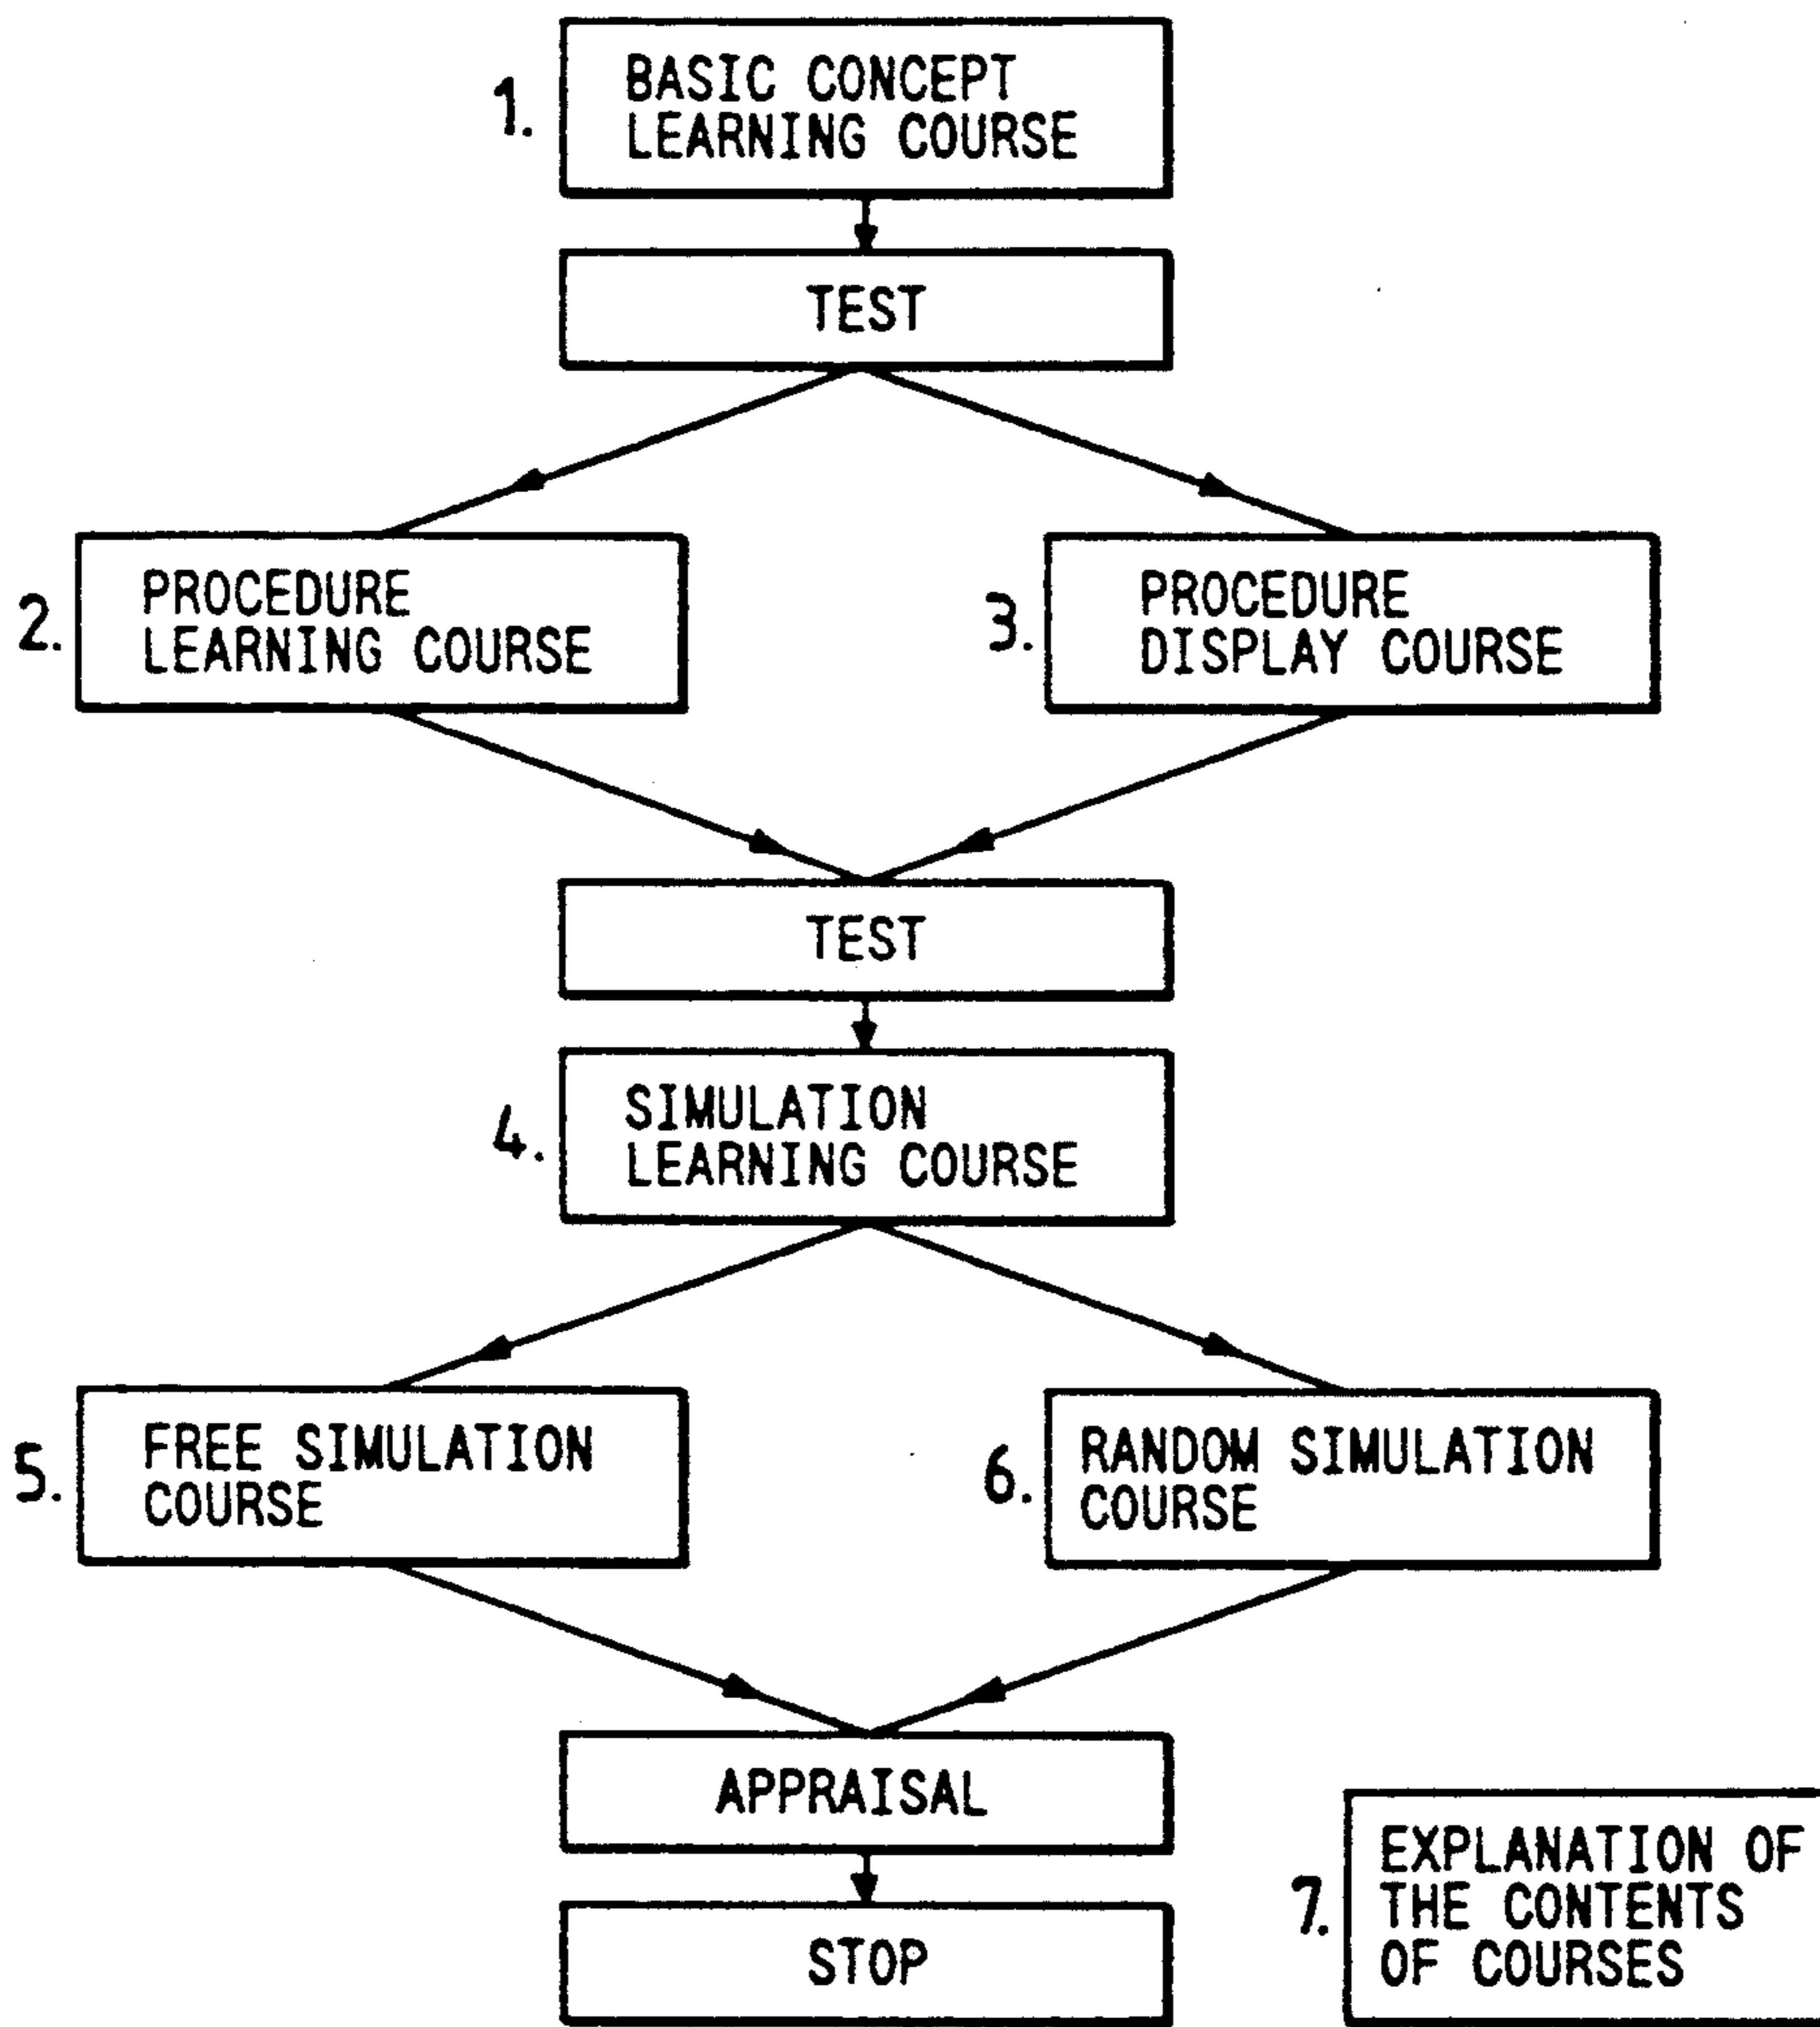 1. BASIC CONCEPT
LEARNING COURSE
TEST
2. PROCEDURE
LEARNING COURSE
3. PROCEDURE
DISPLAY COURSE
TEST
4. SIMULATION
LEARNING COURSE
5. FREE SIMULATION
COURSE
6. RANDOM SIMULATION
COURSE
APPRAISAL
STOP
7. EXPLANATION OF
THE CONTENTS
OF COURSES